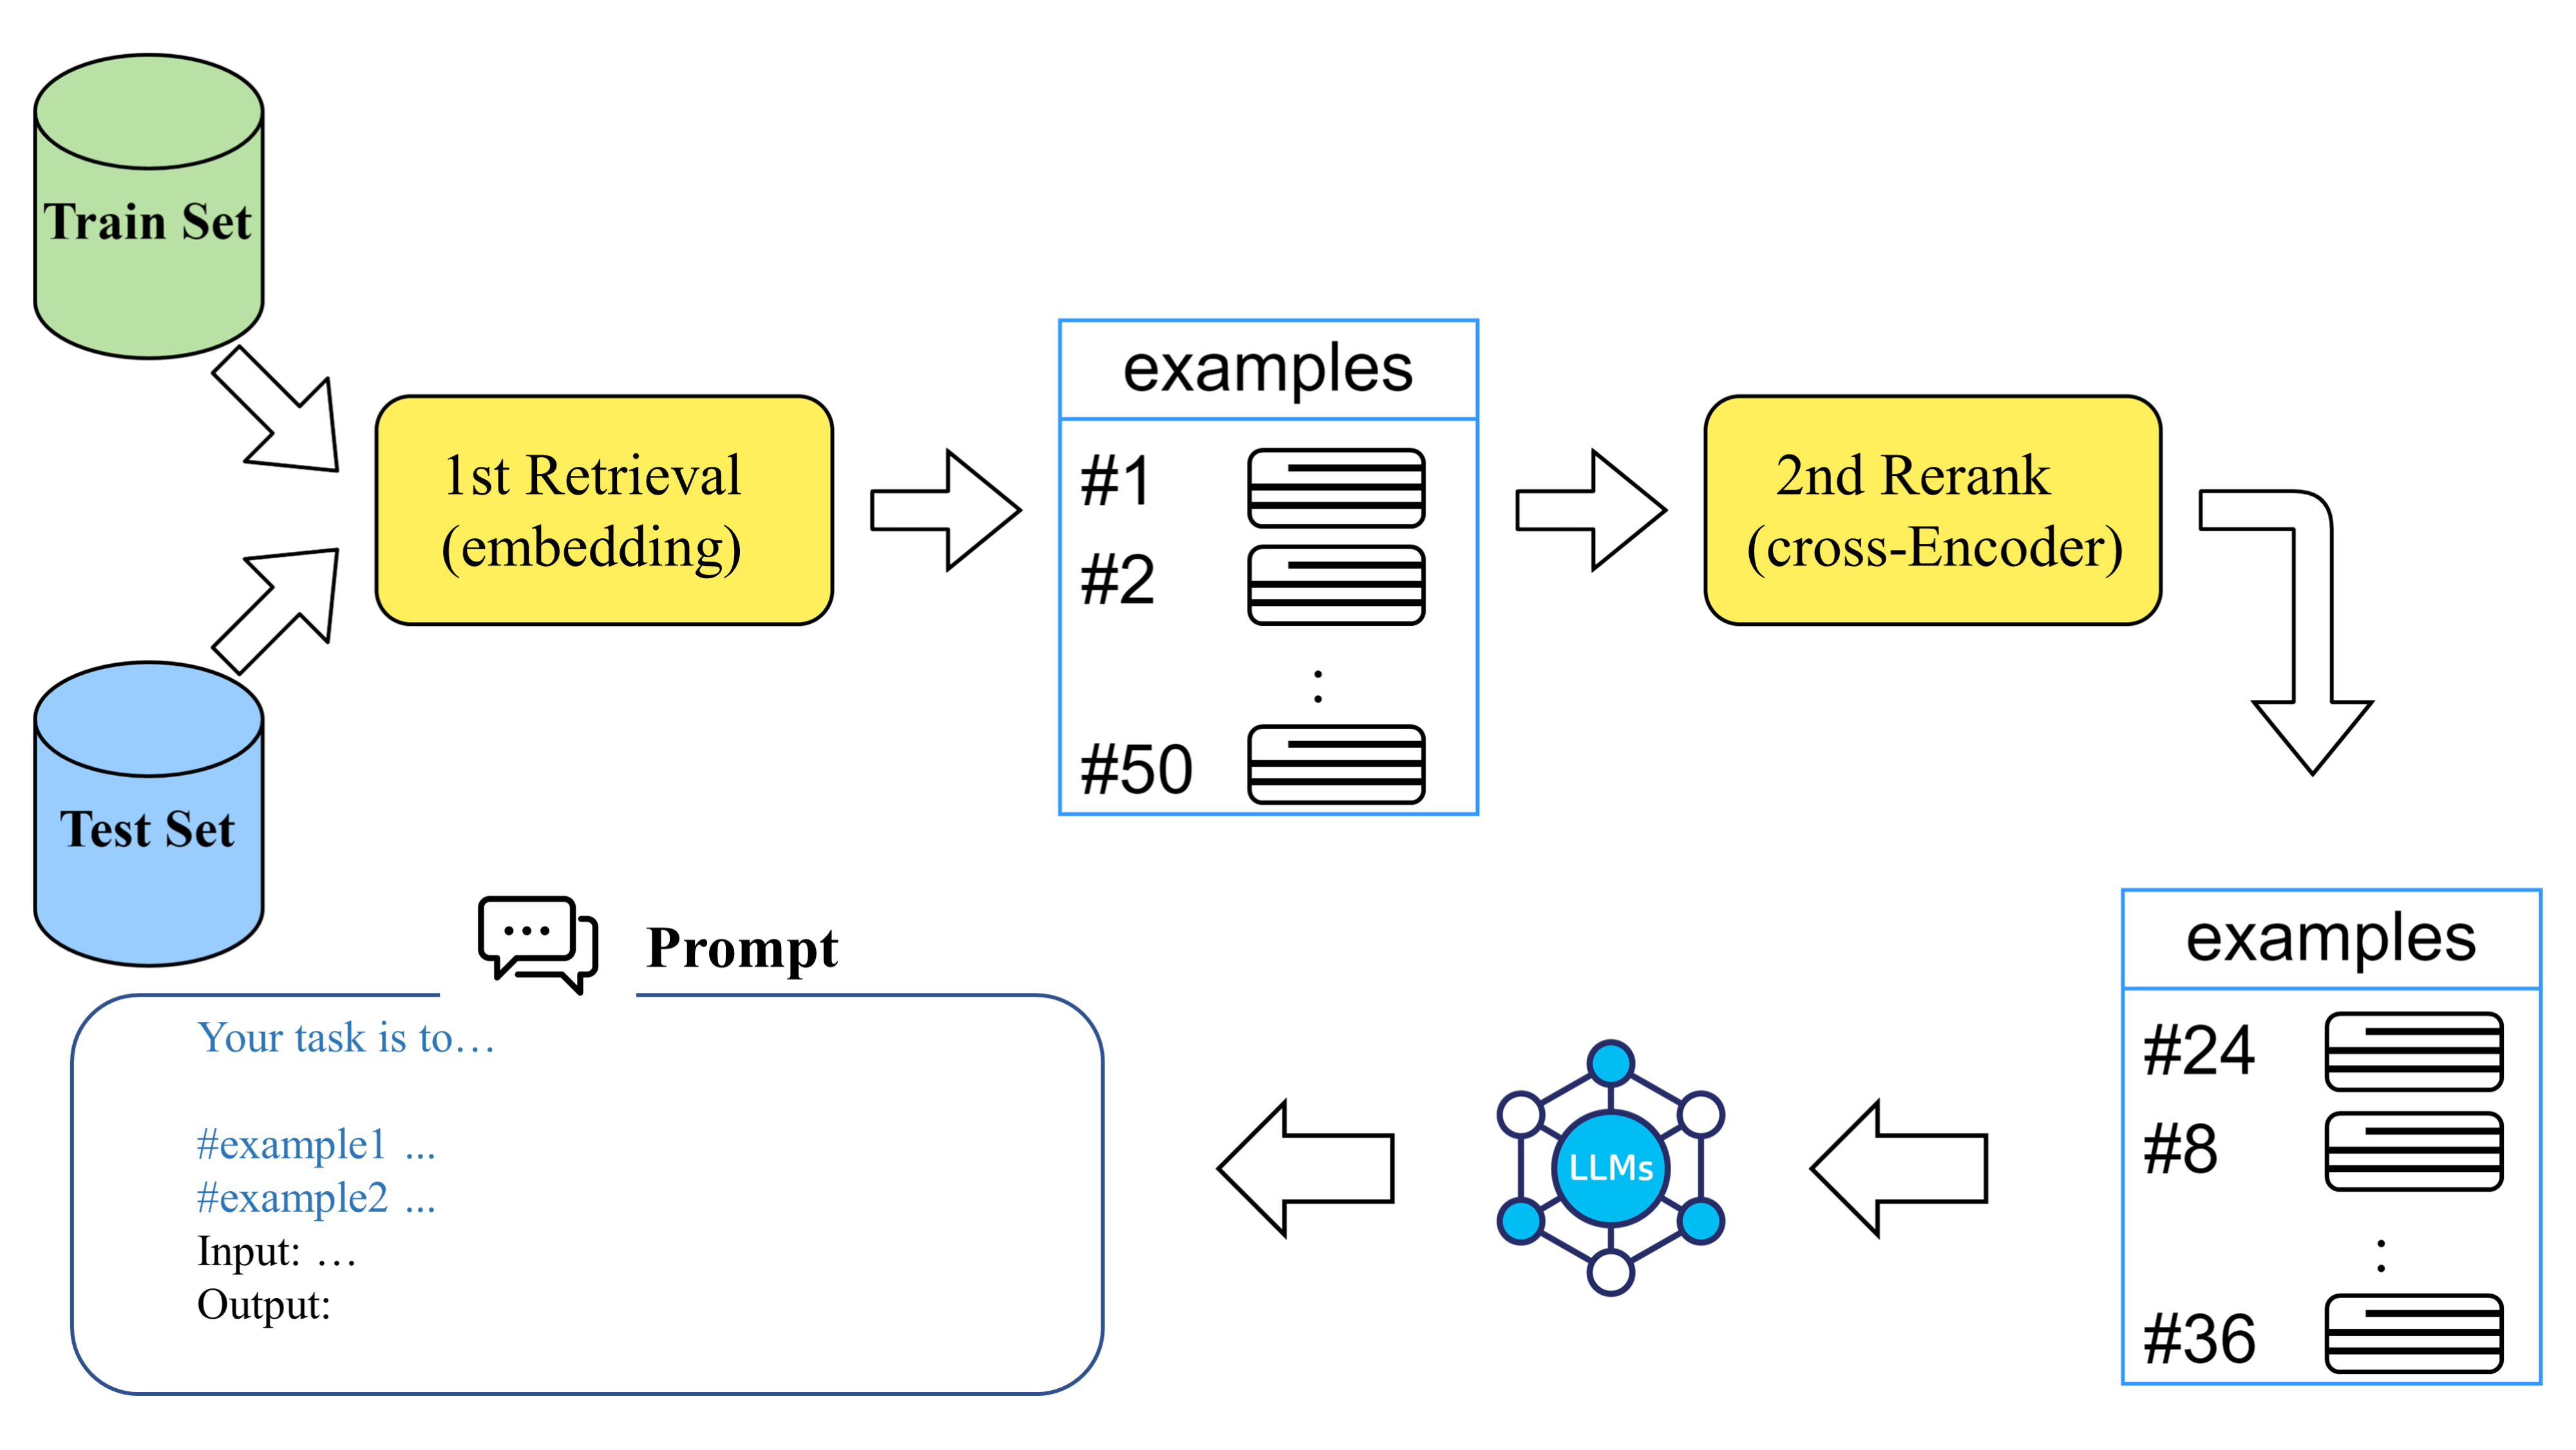 Train Set
1st Retrieval
(embedding)
examples
#1
#2
:
#50
2nd Rerank
(cross-Encoder)
Test Set
examples
#24
#8
:
#36
LLMs
Prompt
Your task is to…
#example1 ...
#example2 ...
Input: …
Output: